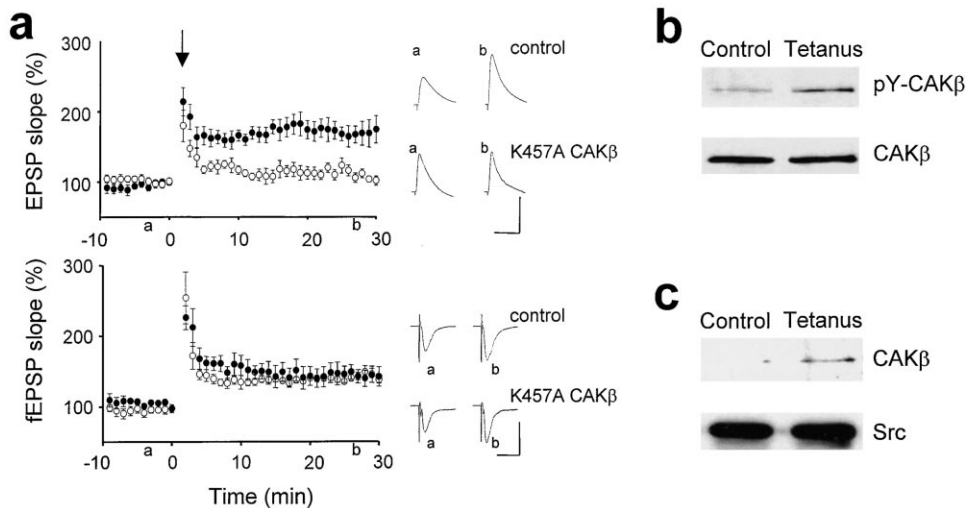 a
300
200
100
EPSP slope (%)
-10
0
10
20
30
a
b
a
b
control
a
b
K457A CAKβ
300
200
100
fEPSP slope (%)
-10
0
10
20
30
a
b
Time (min)
control
a
b
K457A CAKβ
a
b
b
Control Tetanus
pY-CAKβ
CAKβ
c
Control Tetanus
CAKβ
Src